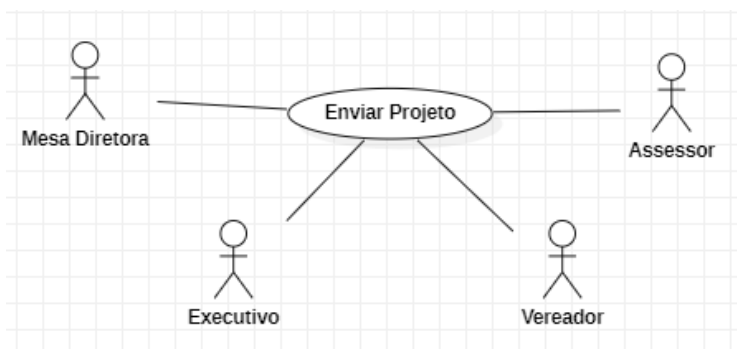 Enviar Projeto
Mesa Diretora
Assessor
Executivo
Vereador